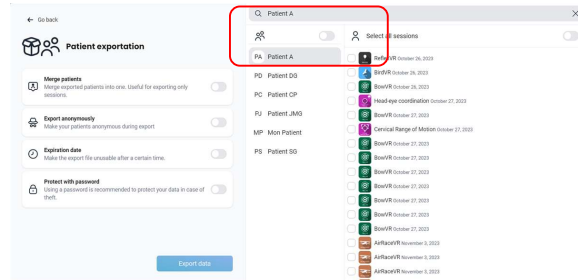 Go back
Patient exportation
Merge patients
Merge exported patients into one. Useful for exporting only
sessions.
Export anonymously
Make your patients anonymous during export
Expiration date
Make the export file unusable after a certain time.
Protect with password
Using a password is recommended to protect your data in case of
theft.
Export data
Patient A
PA Patient A
PD Patient DG
PC Patient CP
PJ Patient JMG
MP Mon Patient
PS Patient SG
Select all sessions
ReflexVR October 26, 2023
BirdVR October 26, 2023
BowVR October 26, 2023
Head-eye coordination October 27, 2023
BowVR October 27, 2023
Cervical Range of Motion October 27, 2023
BowVR October 27, 2023
BowVR October 27, 2023
BowVR October 27, 2023
BowVR October 27, 2023
BowVR October 27, 2023
AirRaceVR November 3, 2023
AirRaceVR November 3, 2023
AirRaceVR November 3, 2023